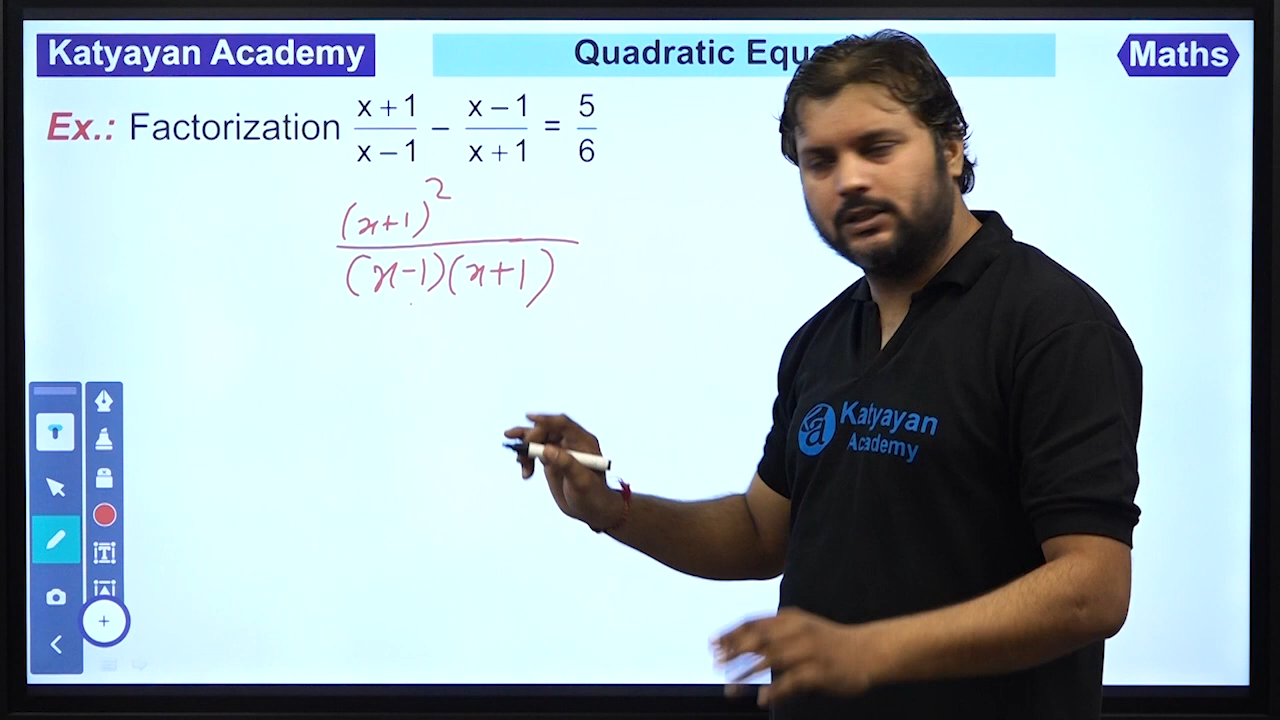 Katyayan Academy
Quadratic Equa
Maths
Ex.: Factorization (x + 1)/(x − 1) − (x − 1)/(x + 1) = 5/6
(x+1)²
(x-1)(x+1)
Katyayan
Academy